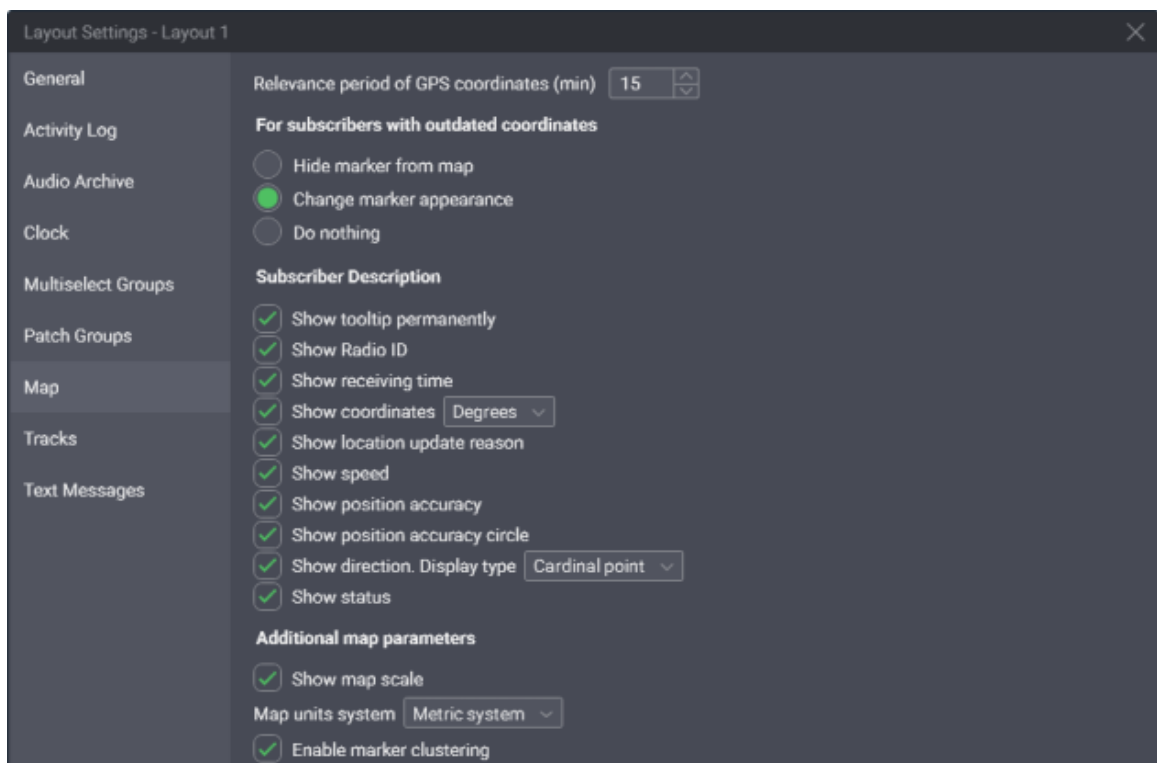 Layout Settings - Layout 1
General
Activity Log
Audio Archive
Clock
Multiselect Groups
Patch Groups
Map
Tracks
Text Messages
Relevance period of GPS coordinates (min) 15
For subscribers with outdated coordinates
Hide marker from map
Change marker appearance
Do nothing
Subscriber Description
Show tooltip permanently
Show Radio ID
Show receiving time
Show coordinates Degrees
Show location update reason
Show speed
Show position accuracy
Show position accuracy circle
Show direction. Display type Cardinal point
Show status
Additional map parameters
Show map scale
Map units system Metric system
Enable marker clustering